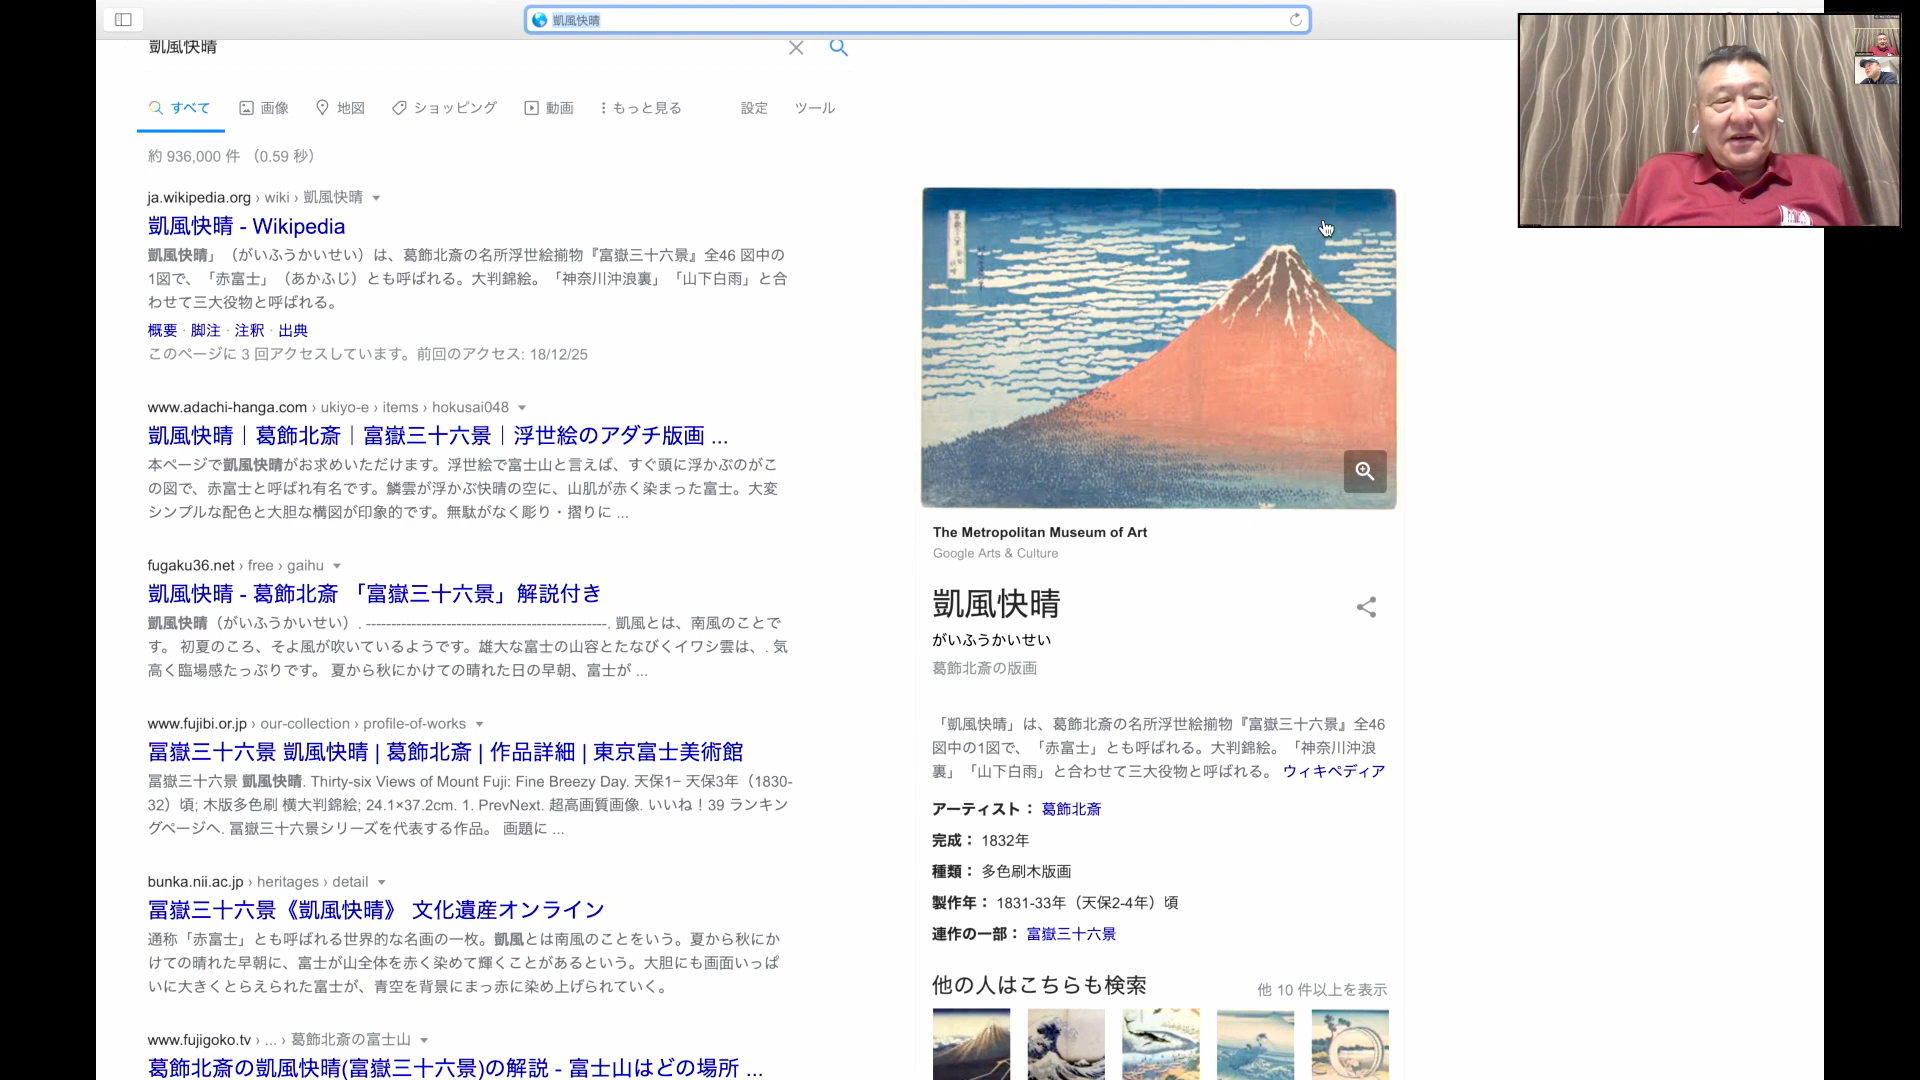 凱風快晴
凱風快晴
すべて
画像
地図
ショッピング
動画
もっと見る
設定
ツール
約 936,000 件 （0.59 秒）
ja.wikipedia.org › wiki › 凱風快晴
凱風快晴 - Wikipedia
凱風快晴」（がいふうかいせい）は、葛飾北斎の名所浮世絵揃物『富嶽三十六景』全46 図中の
1図で、「赤富士」（あかふじ）とも呼ばれる。大判錦絵。「神奈川沖浪裏」「山下白雨」と合
わせて三大役物と呼ばれる。
概要 · 脚注 · 注釈 · 出典
このページに 3 回アクセスしています。前回のアクセス: 18/12/25
www.adachi-hanga.com › ukiyo-e › items › hokusai048
凱風快晴｜葛飾北斎｜富嶽三十六景｜浮世絵のアダチ版画 ...
本ページで凱風快晴がお求めいただけます。浮世絵で富士山と言えば、すぐ頭に浮かぶのがこ
の図で、赤富士と呼ばれ有名です。鱗雲が浮かぶ快晴の空に、山肌が赤く染まった富士。大変
シンプルな配色と大胆な構図が印象的です。無駄がなく彫り・摺りに ...
fugaku36.net › free › gaihu
凱風快晴 - 葛飾北斎 「富嶽三十六景」解説付き
凱風快晴（がいふうかいせい）. ------------------------------------------------. 凱風とは、南風のことで
す。 初夏のころ、そよ風が吹いているようです。雄大な富士の山容とたなびくイワシ雲は、. 気
高く臨場感たっぷりです。 夏から秋にかけての晴れた日の早朝、富士が ...
www.fujibi.or.jp › our-collection › profile-of-works
冨嶽三十六景 凱風快晴 | 葛飾北斎 | 作品詳細 | 東京富士美術館
冨嶽三十六景 凱風快晴. Thirty-six Views of Mount Fuji: Fine Breezy Day. 天保1− 天保3年（1830-
32）頃; 木版多色刷 横大判錦絵; 24.1×37.2cm. 1. PrevNext. 超高画質画像. いいね！39 ランキン
グページへ. 冨嶽三十六景シリーズを代表する作品。 画題に ...
bunka.nii.ac.jp › heritages › detail
冨嶽三十六景《凱風快晴》 文化遺産オンライン
通称「赤富士」とも呼ばれる世界的な名画の一枚。凱風とは南風のことをいう。夏から秋にか
けての晴れた早朝に、富士が山全体を赤く染めて輝くことがあるという。大胆にも画面いっぱ
いに大きくとらえられた富士が、青空を背景にまっ赤に染め上げられていく。
www.fujigoko.tv › ... › 葛飾北斎の富士山
葛飾北斎の凱風快晴(富嶽三十六景)の解説 - 富士山はどの場所 ...
The Metropolitan Museum of Art
Google Arts & Culture
凱風快晴
がいふうかいせい
葛飾北斎の版画
「凱風快晴」は、葛飾北斎の名所浮世絵揃物『富嶽三十六景』全46
図中の1図で、「赤富士」とも呼ばれる。大判錦絵。「神奈川沖浪
裏」「山下白雨」と合わせて三大役物と呼ばれる。 ウィキペディア
アーティスト： 葛飾北斎
完成： 1832年
種類： 多色刷木版画
製作年： 1831-33年（天保2-4年）頃
連作の一部： 富嶽三十六景
他の人はこちらも検索
他 10 件以上を表示